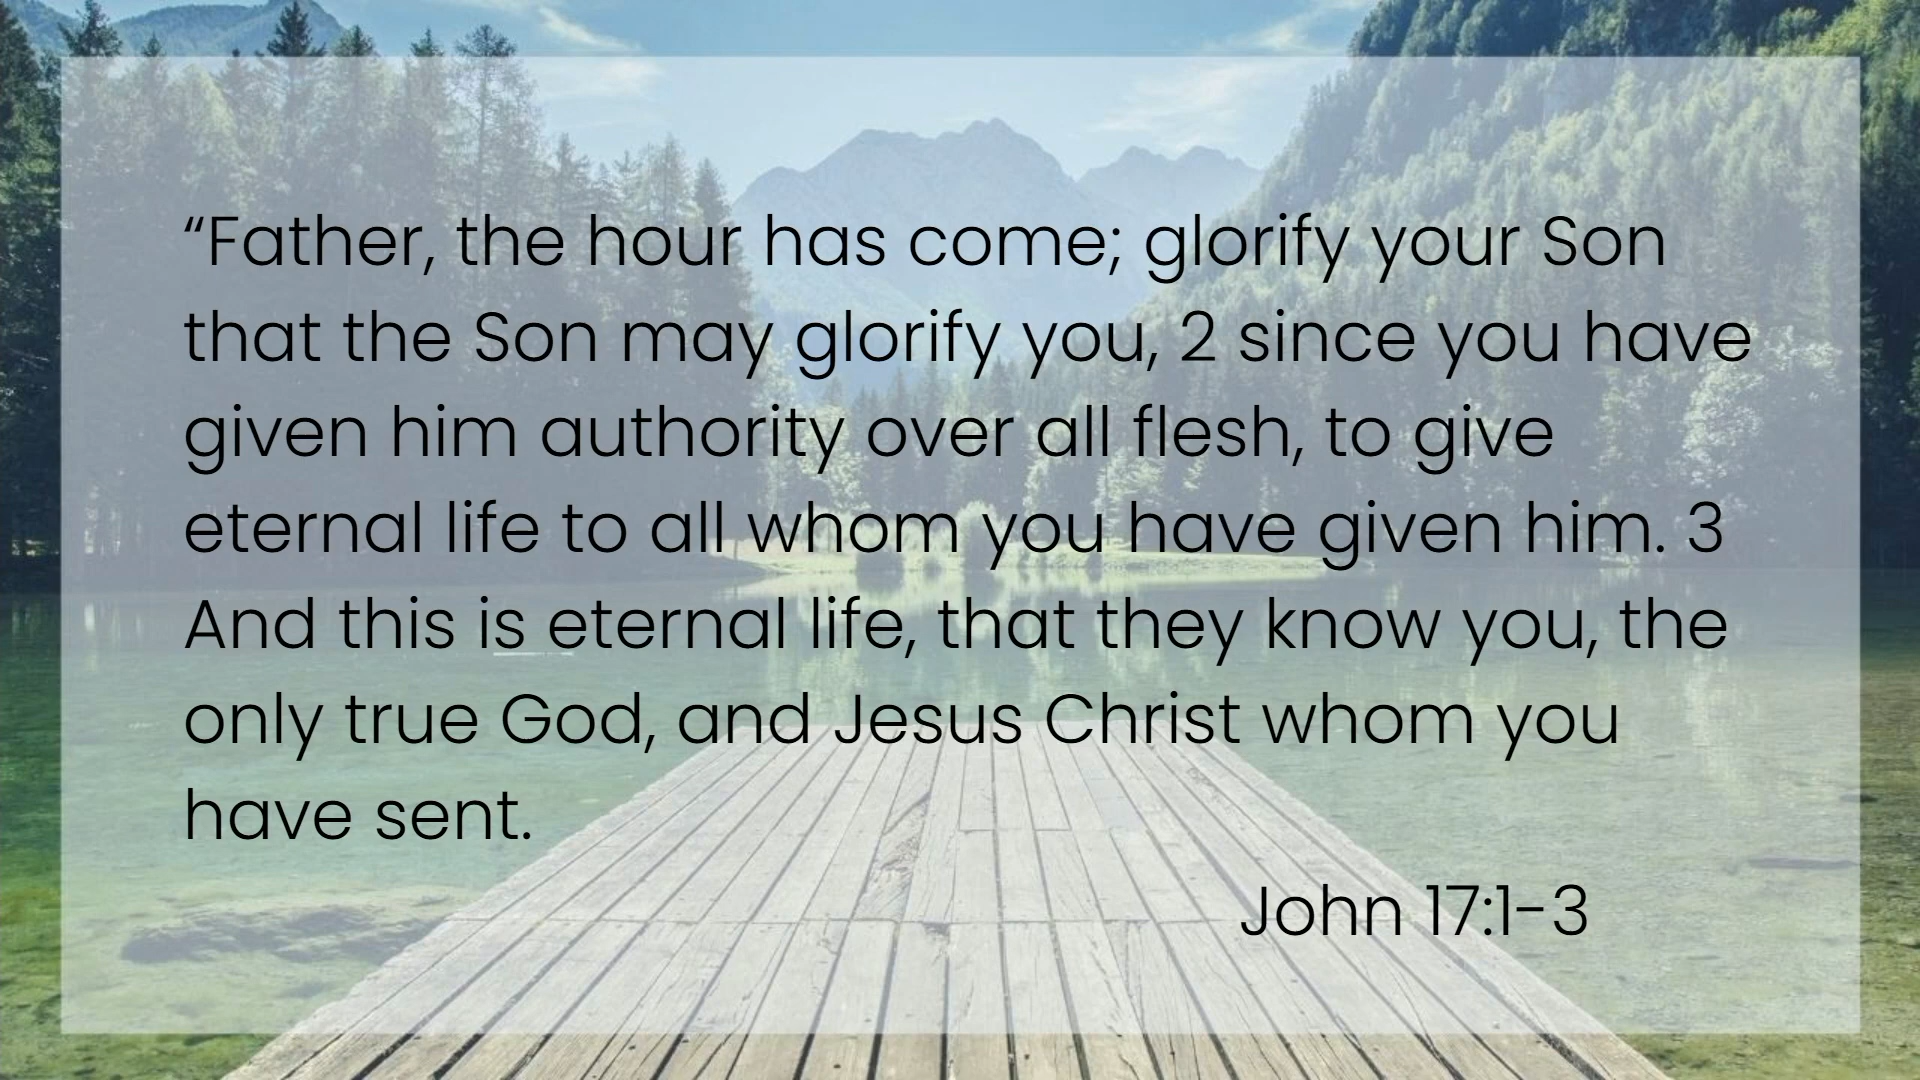 “Father, the hour has come; glorify your Son
that the Son may glorify you, 2 since you have
given him authority over all flesh, to give
eternal life to all whom you have given him. 3
And this is eternal life, that they know you, the
only true God, and Jesus Christ whom you
have sent.
John 17:1-3